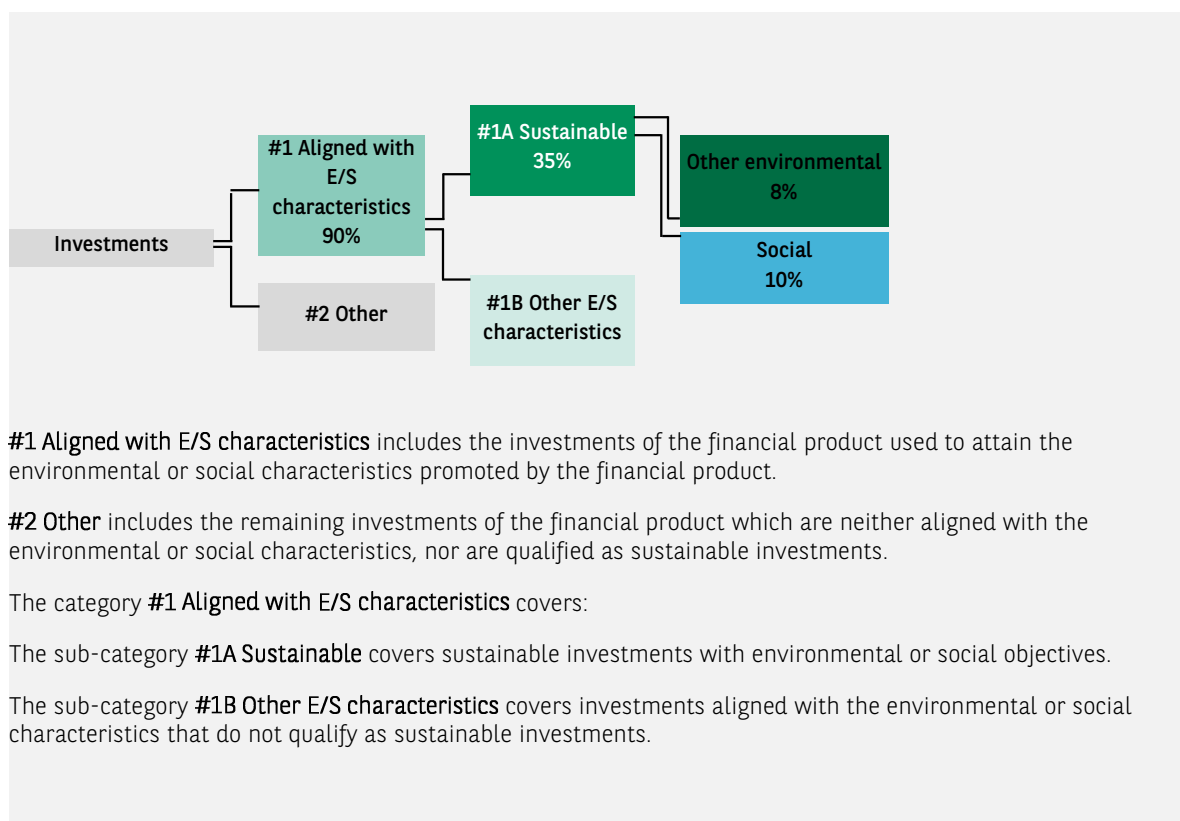 #1A Sustainable
35%
#1 Aligned with
E/S
characteristics
90%
Other environmental
8%
Investments
Social
10%
#2 Other
#1B Other E/S
characteristics
#1 Aligned with E/S characteristics includes the investments of the financial product used to attain the
environmental or social characteristics promoted by the financial product.
#2 Other includes the remaining investments of the financial product which are neither aligned with the
environmental or social characteristics, nor are qualified as sustainable investments.
The category #1 Aligned with E/S characteristics covers:
The sub-category #1A Sustainable covers sustainable investments with environmental or social objectives.
The sub-category #1B Other E/S characteristics covers investments aligned with the environmental or social
characteristics that do not qualify as sustainable investments.